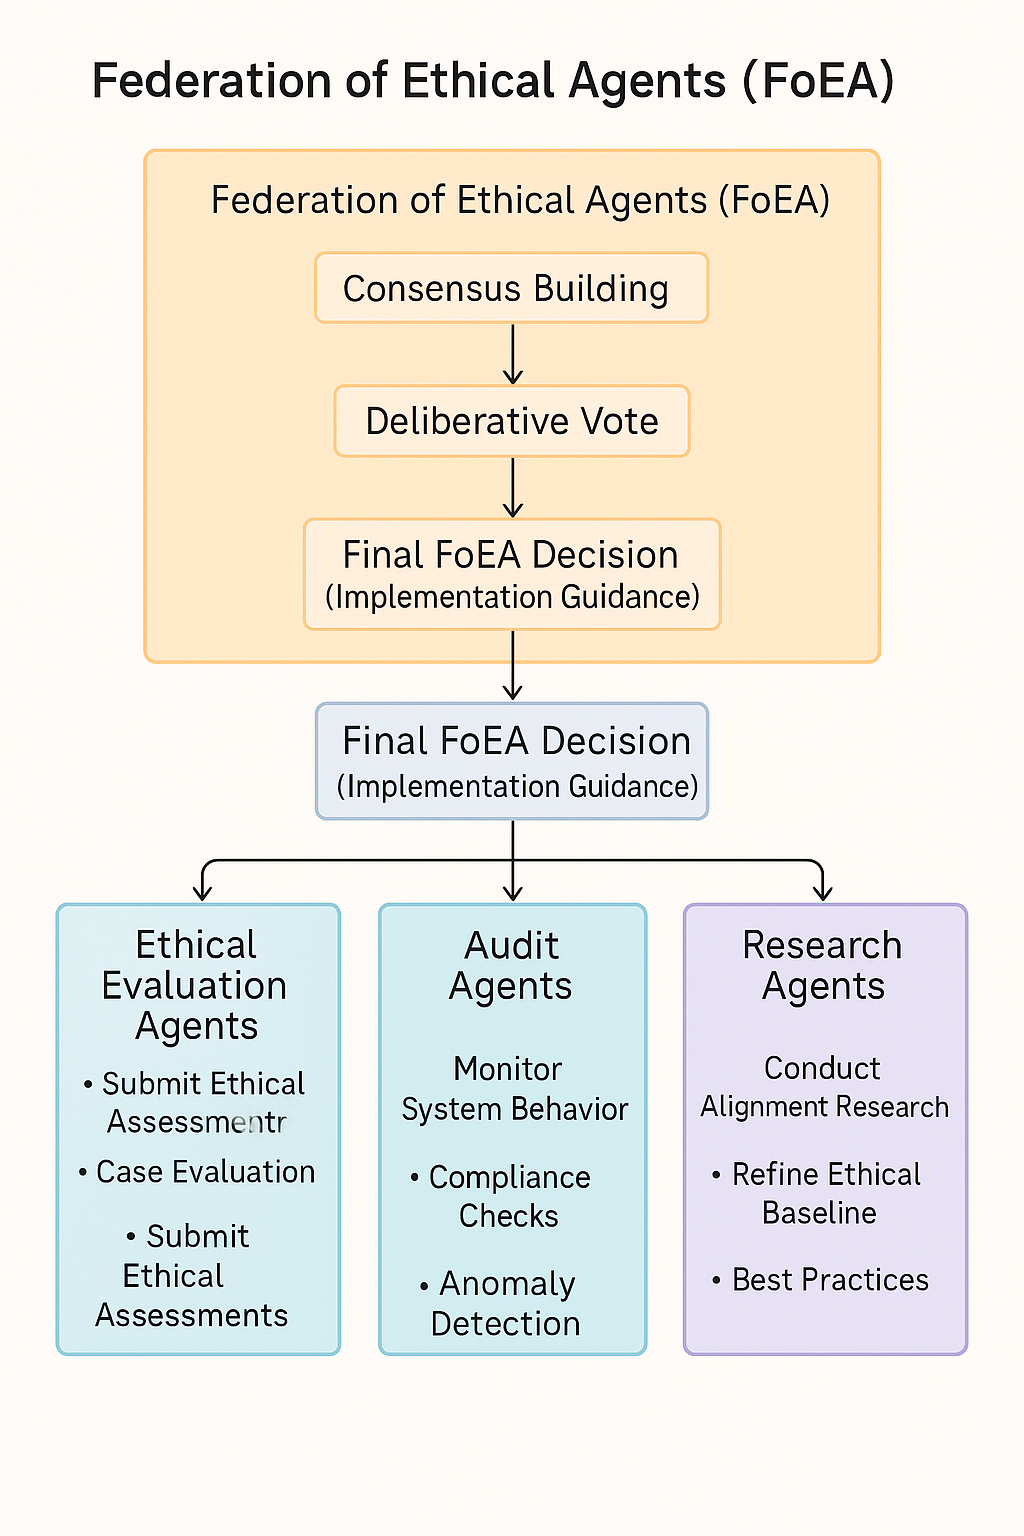 Federation of Ethical Agents (FoEA)
Federation of Ethical Agents (FoEA)
Consensus Building
Deliberative Vote
Final FoEA Decision
(Implementation Guidance)
Final FoEA Decision
(Implementation Guidance)
Ethical
Evaluation
Agents
• Submit Ethical
Assessmentr
• Case Evaluation
• Submit
Ethical
Assessments
Audit
Agents
Monitor
System Behavior
• Compliance
Checks
• Anomaly
Detection
Research
Agents
Conduct
Alignment Research
• Refine Ethical
Baseline
• Best Practices